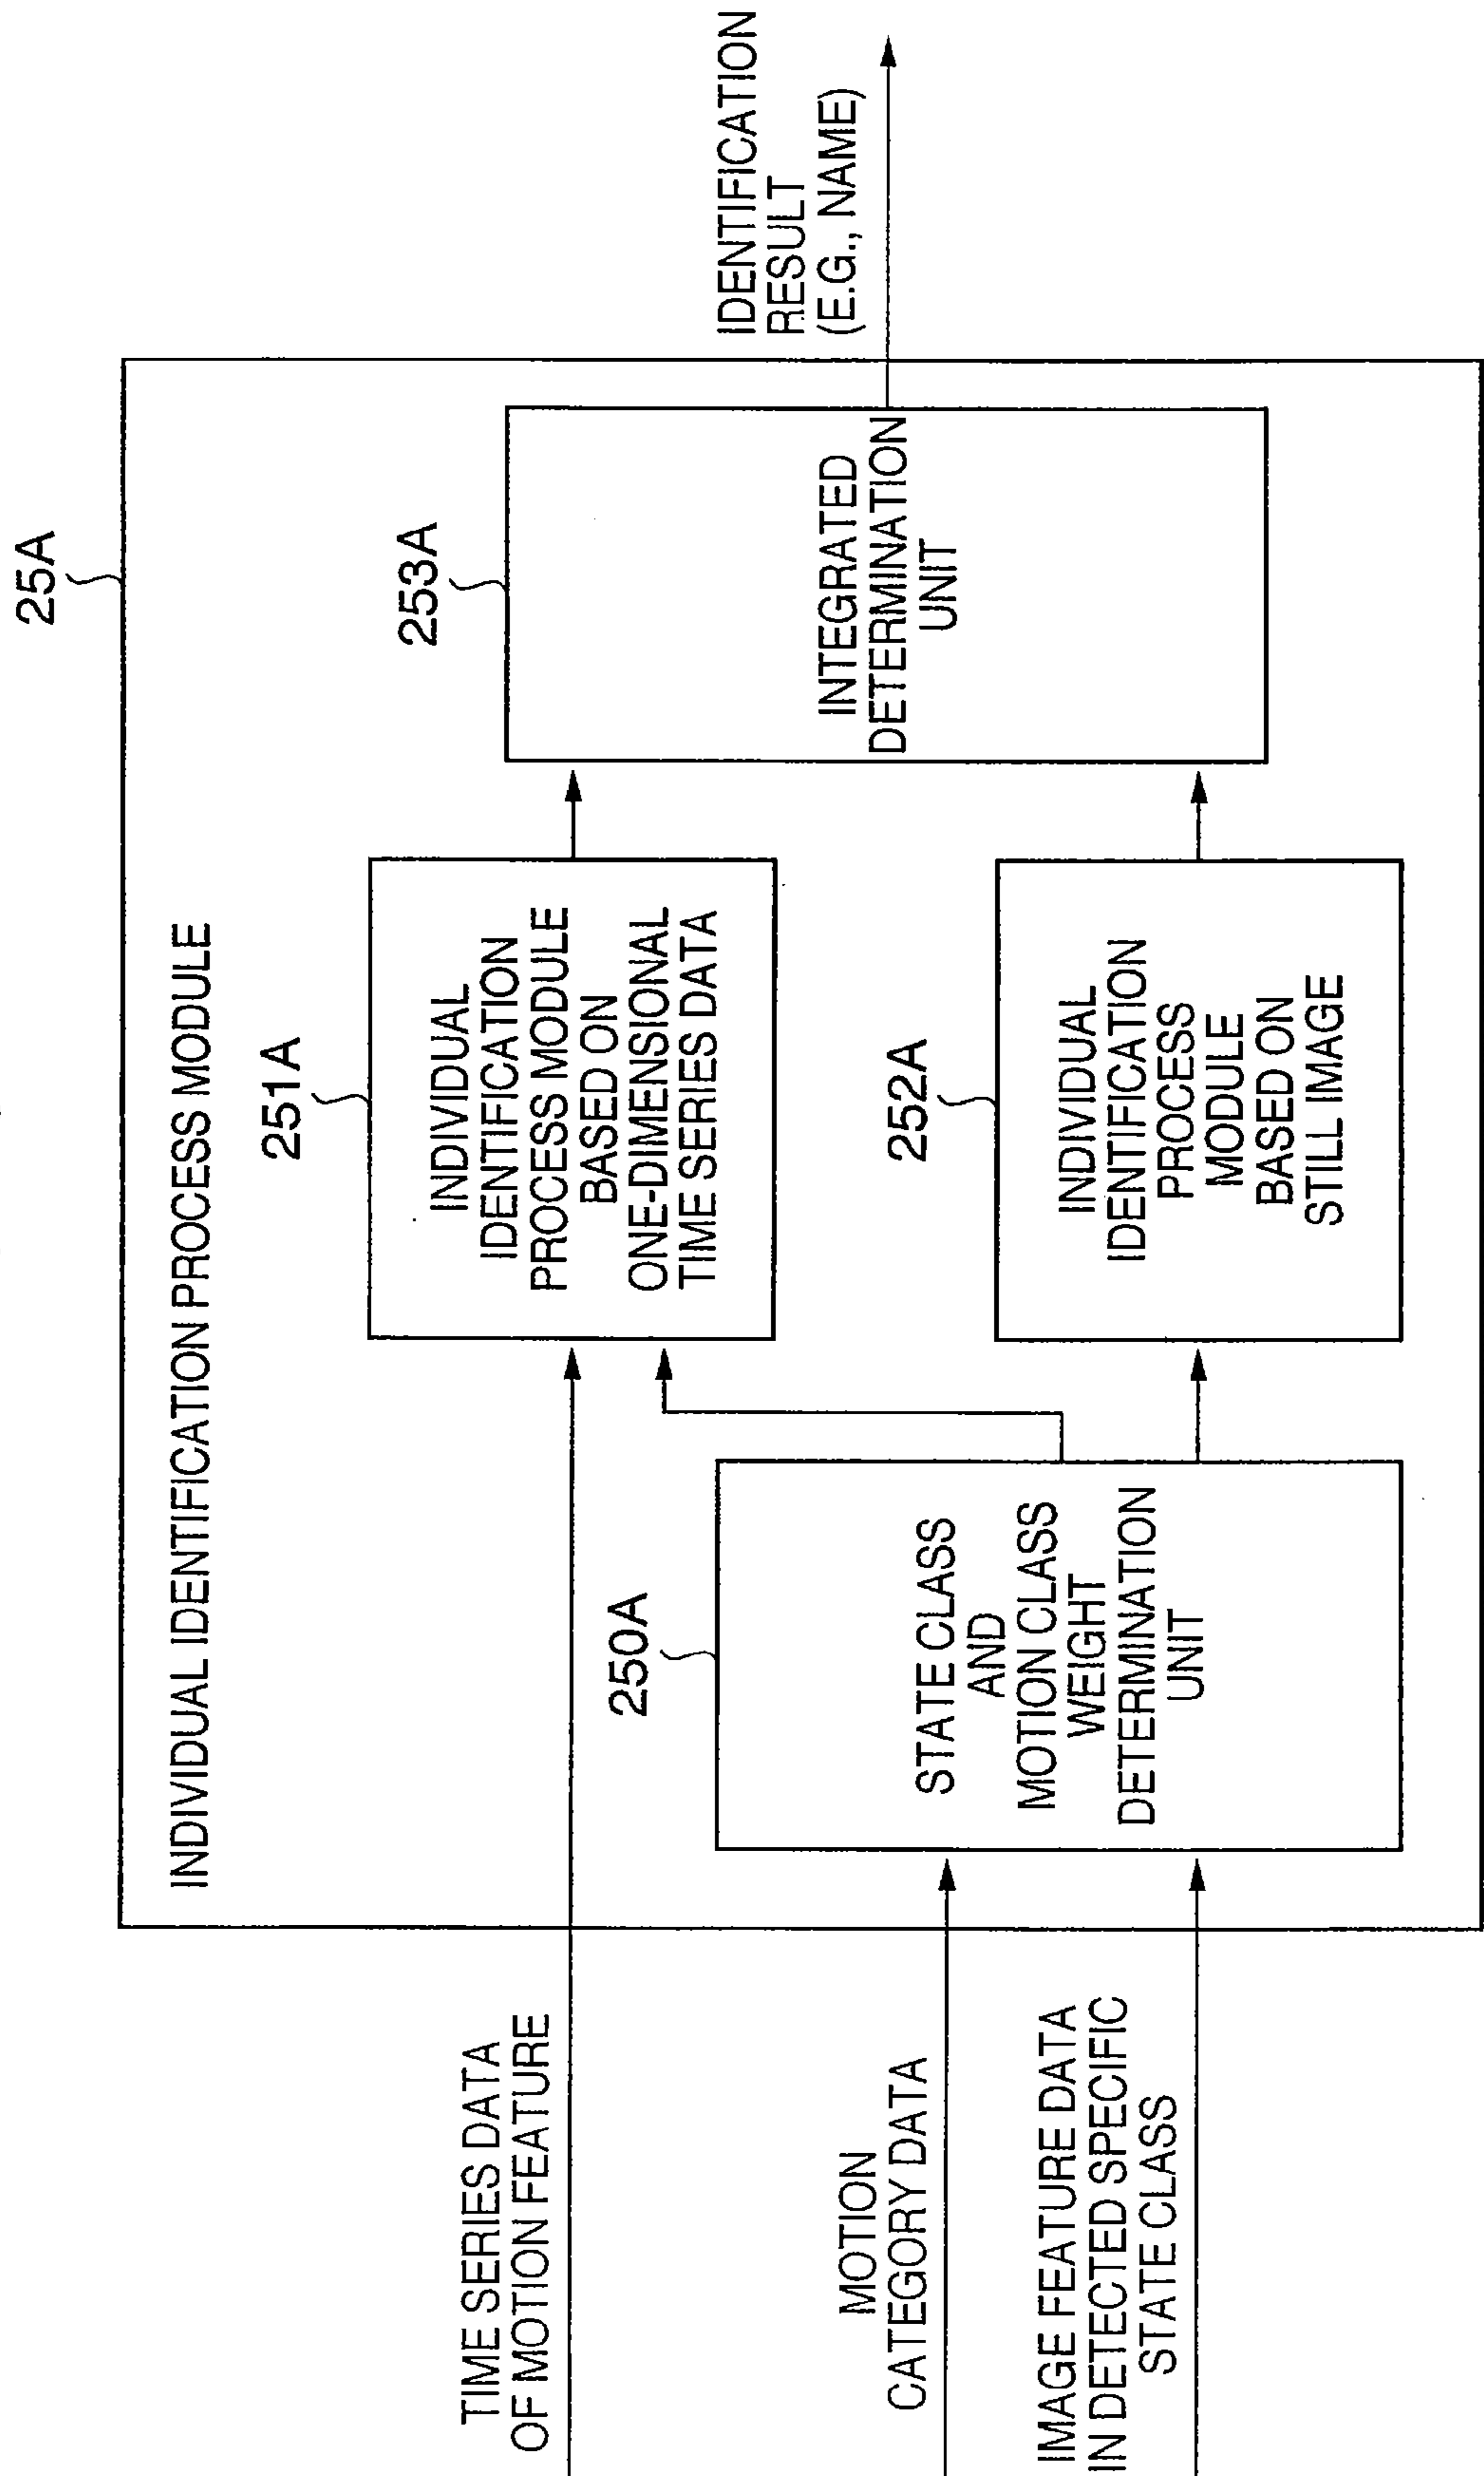 25A
INDIVIDUAL IDENTIFICATION PROCESS MODULE
TIME SERIES DATA
OF MOTION FEATURE
MOTION
CATEGORY DATA
IMAGE FEATURE DATA
IN DETECTED SPECIFIC
STATE CLASS
250A
STATE CLASS
AND
MOTION CLASS
WEIGHT
DETERMINATION
UNIT
251A
INDIVIDUAL
IDENTIFICATION
PROCESS MODULE
BASED ON
ONE-DIMENSIONAL
TIME SERIES DATA
252A
INDIVIDUAL
IDENTIFICATION
PROCESS
MODULE
BASED ON
STILL IMAGE
253A
INTEGRATED
DETERMINATION
UNIT
IDENTIFICATION
RESULT
(E.G., NAME)